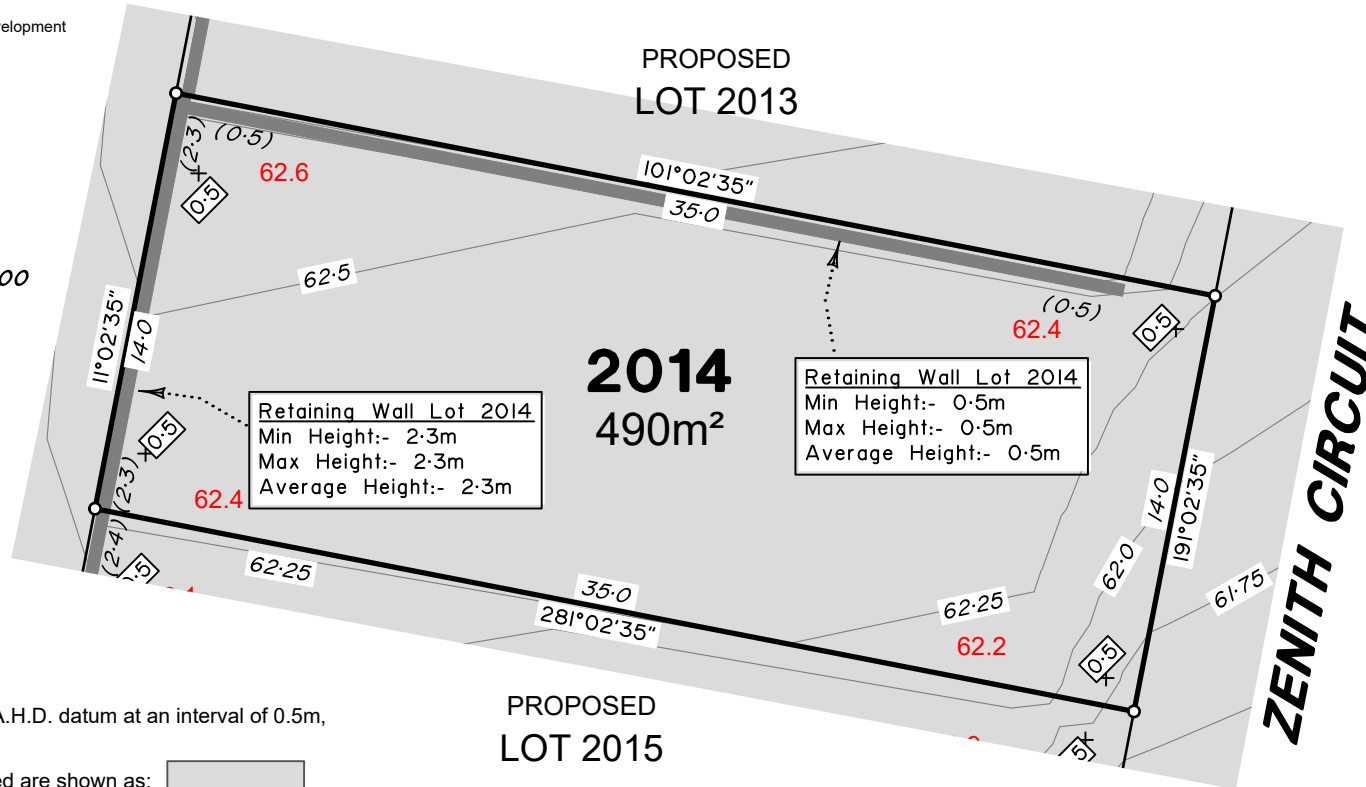 velopment
PROPOSED
LOT 2013
(2·3)
(0·5)
62.6
0·5
101°02'35"
35·0
62·5
00
11°02'35"
14·0
(0·5)
62.4
0·5
2014
490m²
Retaining Wall Lot 2014
Min Height:- 0·5m
Max Height:- 0·5m
Average Height:- 0·5m
Retaining Wall Lot 2014
Min Height:- 2·3m
Max Height:- 2·3m
Average Height:- 2·3m
0·5
(2·3)
62.4
(2·4)
62·25
35·0
281°02'35"
62·25
62.2
62·0
14·0
191°02'35"
61·75
ZENITH CIRCUIT
0·5
PROPOSED
LOT 2015
A.H.D. datum at an interval of 0.5m,
ed are shown as: